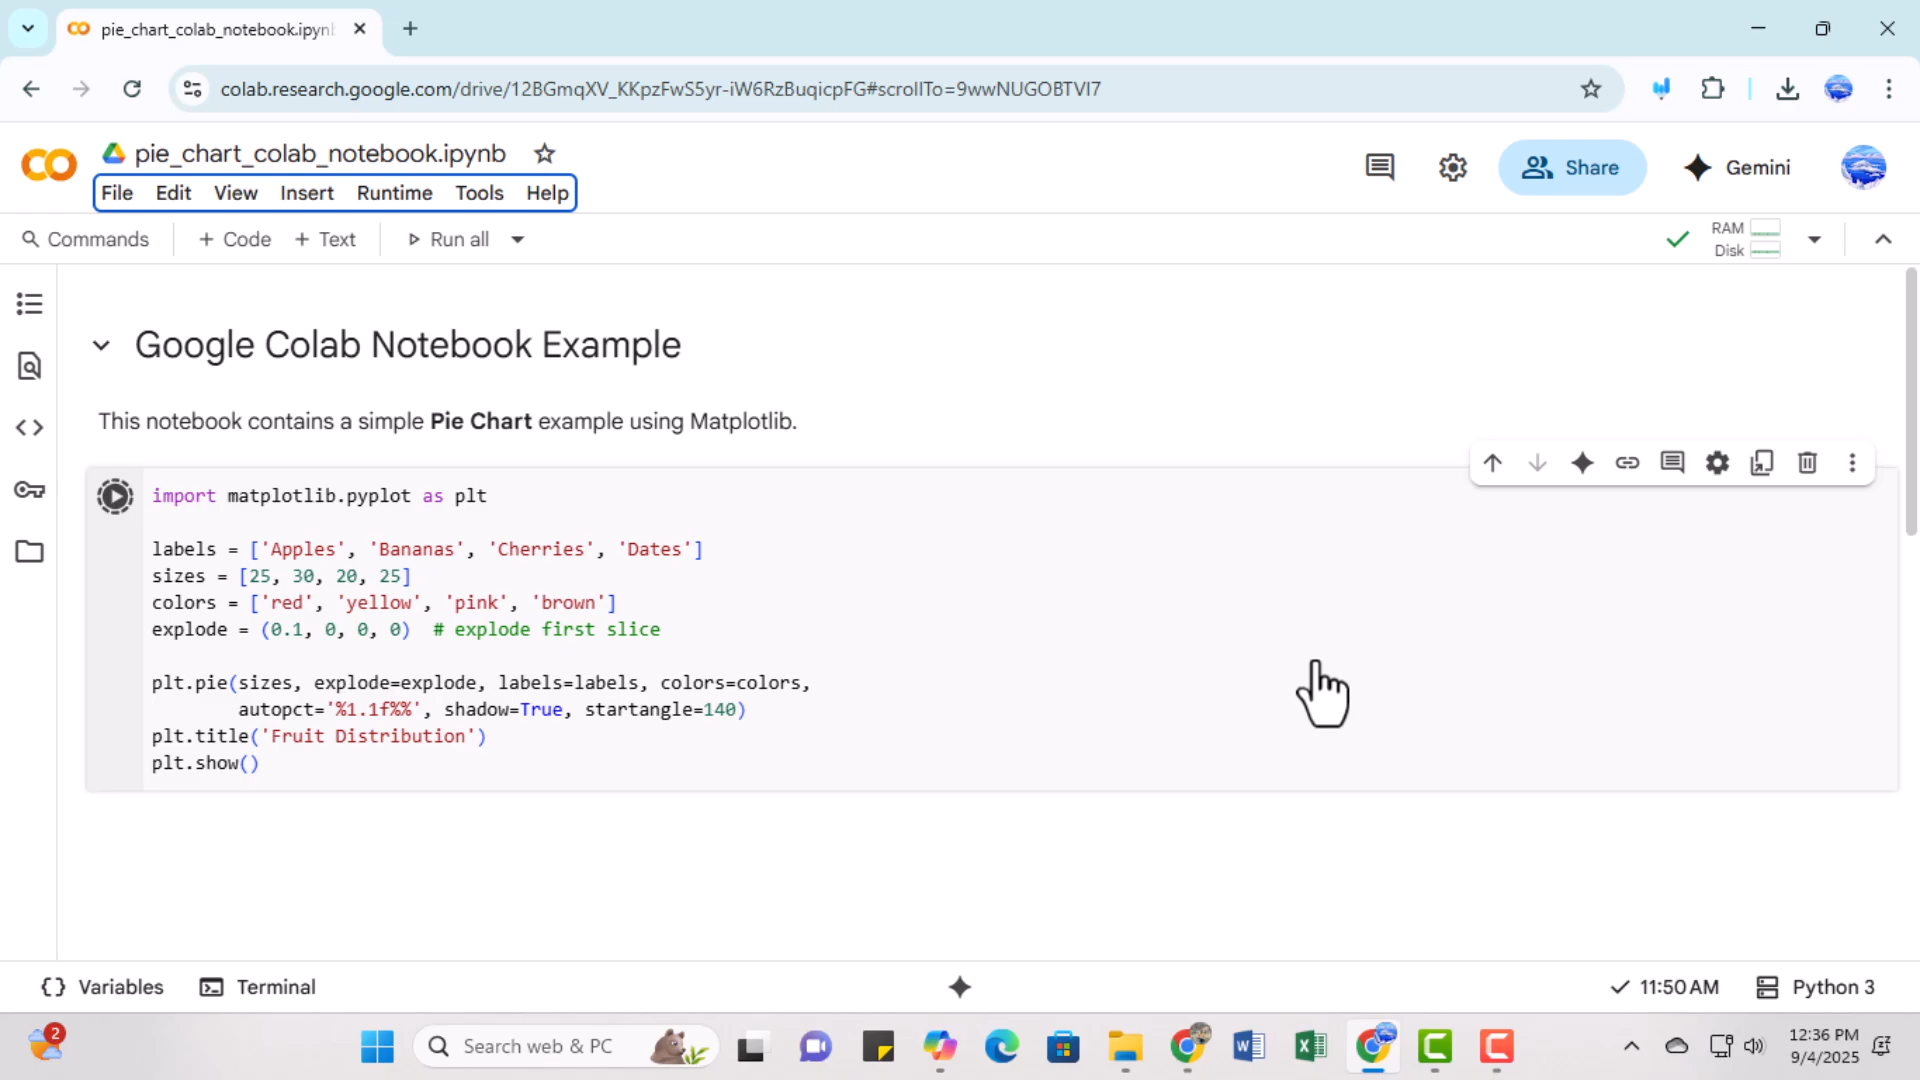 pie_chart_colab_notebook.ipynb
colab.research.google.com/drive/12BGmqXV_KKpzFwS5yr-iW6RzBuqicpFG#scrollTo=9wwNUGOBTVI7
pie_chart_colab_notebook.ipynb
File Edit View Insert Runtime Tools Help
Share
Gemini
Commands + Code + Text Run all
RAM
Disk
Google Colab Notebook Example
This notebook contains a simple Pie Chart example using Matplotlib.
import matplotlib.pyplot as plt
labels = ['Apples', 'Bananas', 'Cherries', 'Dates']
sizes = [25, 30, 20, 25]
colors = ['red', 'yellow', 'pink', 'brown']
explode = (0.1, 0, 0, 0)  # explode first slice
plt.pie(sizes, explode=explode, labels=labels, colors=colors,
        autopct='%1.1f%%', shadow=True, startangle=140)
plt.title('Fruit Distribution')
plt.show()
Variables Terminal 11:50 AM Python 3
2
Search web & PC
12:36 PM
9/4/2025